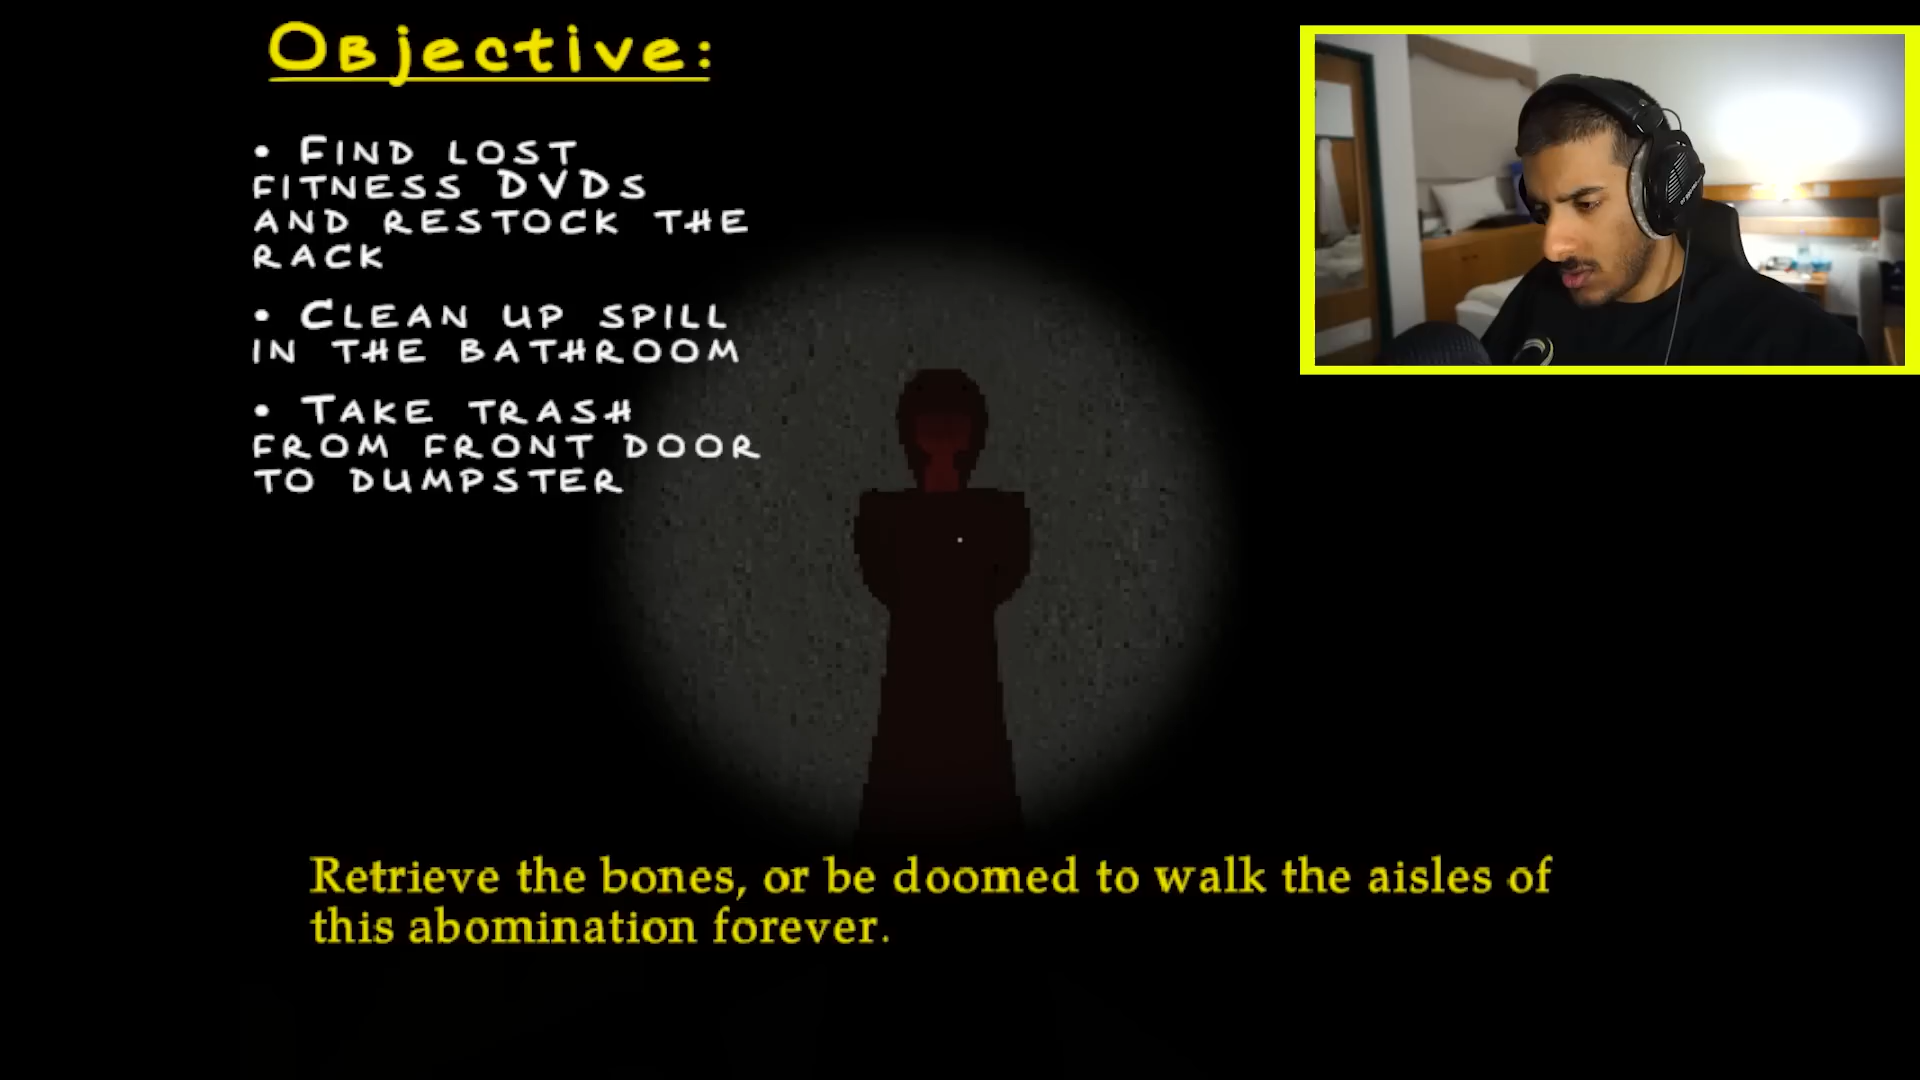 Objective:
• Find lost
fitness DVDs
and restock the
rack
• Clean up spill
in the bathroom
• Take trash
from front door
to dumpster
Retrieve the bones, or be doomed to walk the aisles of
this abomination forever.